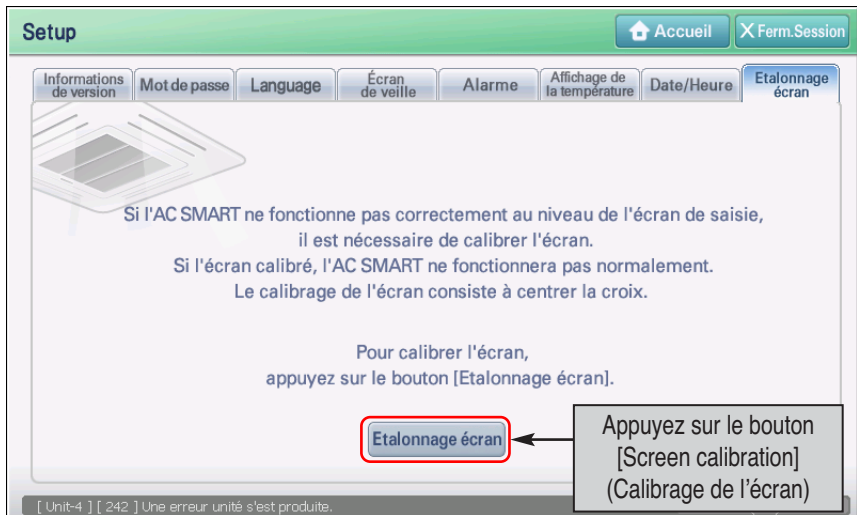 Setup
Accueil
X Ferm.Session
Informations
de version
Mot de passe
Language
Écran
de veille
Alarme
Affichage de
la température
Date/Heure
Etalonnage
écran
Si l'AC SMART ne fonctionne pas correctement au niveau de l'écran de saisie,
il est nécessaire de calibrer l'écran.
Si l'écran calibré, l'AC SMART ne fonctionnera pas normalement.
Le calibrage de l'écran consiste à centrer la croix.
Pour calibrer l'écran,
appuyez sur le bouton [Etalonnage écran].
Etalonnage écran
Appuyez sur le bouton
[Screen calibration]
(Calibrage de l’écran)
[ Unit-4 ] [ 242 ] Une erreur unité s'est produite.